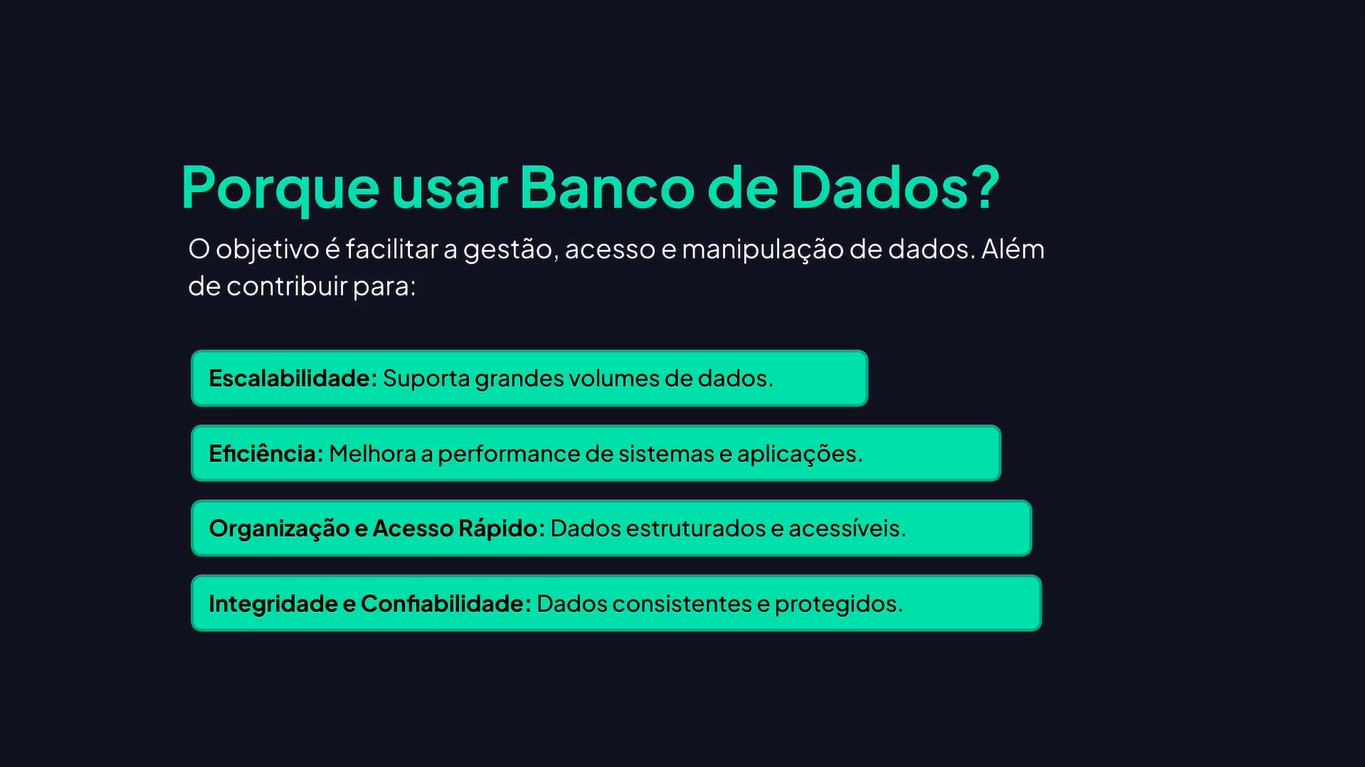 Porque usar Banco de Dados?
O objetivo é facilitar a gestão, acesso e manipulação de dados. Além
de contribuir para:
Escalabilidade: Suporta grandes volumes de dados.
Eficiência: Melhora a performance de sistemas e aplicações.
Organização e Acesso Rápido: Dados estruturados e acessíveis.
Integridade e Confiabilidade: Dados consistentes e protegidos.